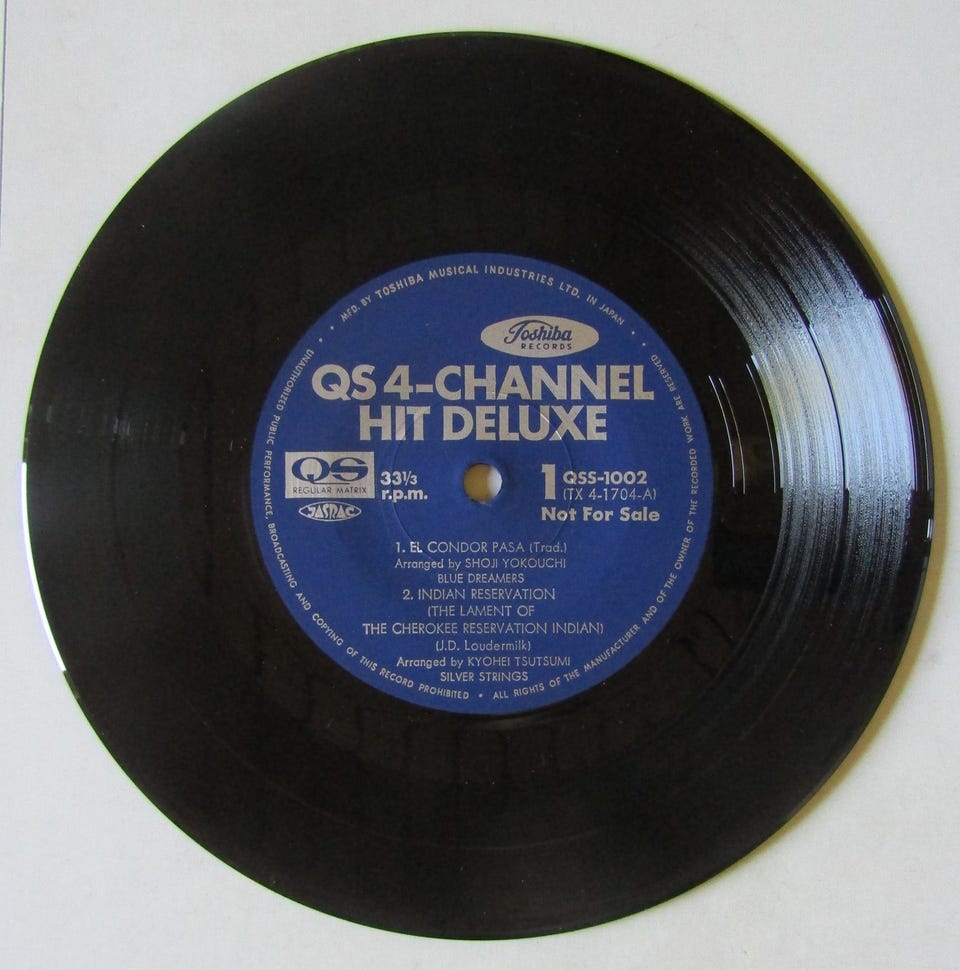 MFD. BY TOSHIBA MUSICAL INDUSTRIES LTD. IN JAPAN
Toshiba
RECORDS
QS 4-CHANNEL
HIT DELUXE
QS
REGULAR MATRIX
JASRAC
33⅓
r.p.m.
1 QSS-1002
(TX 4-1704-A)
Not For Sale
1. EL CONDOR PASA (Trad.)
Arranged by SHOJI YOKOUCHI
BLUE DREAMERS
2. INDIAN RESERVATION
(THE LAMENT OF
THE CHEROKEE RESERVATION INDIAN)
(J.D. Loudermilk)
Arranged by KYOHEI TSUTSUMI
SILVER STRINGS
• UNAUTHORIZED PUBLIC PERFORMANCE, BROADCASTING AND COPYING OF THIS RECORD PROHIBITED • ALL RIGHTS OF THE MANUFACTURER AND OF THE OWNER OF THE RECORDED WORK ARE RESERVED •